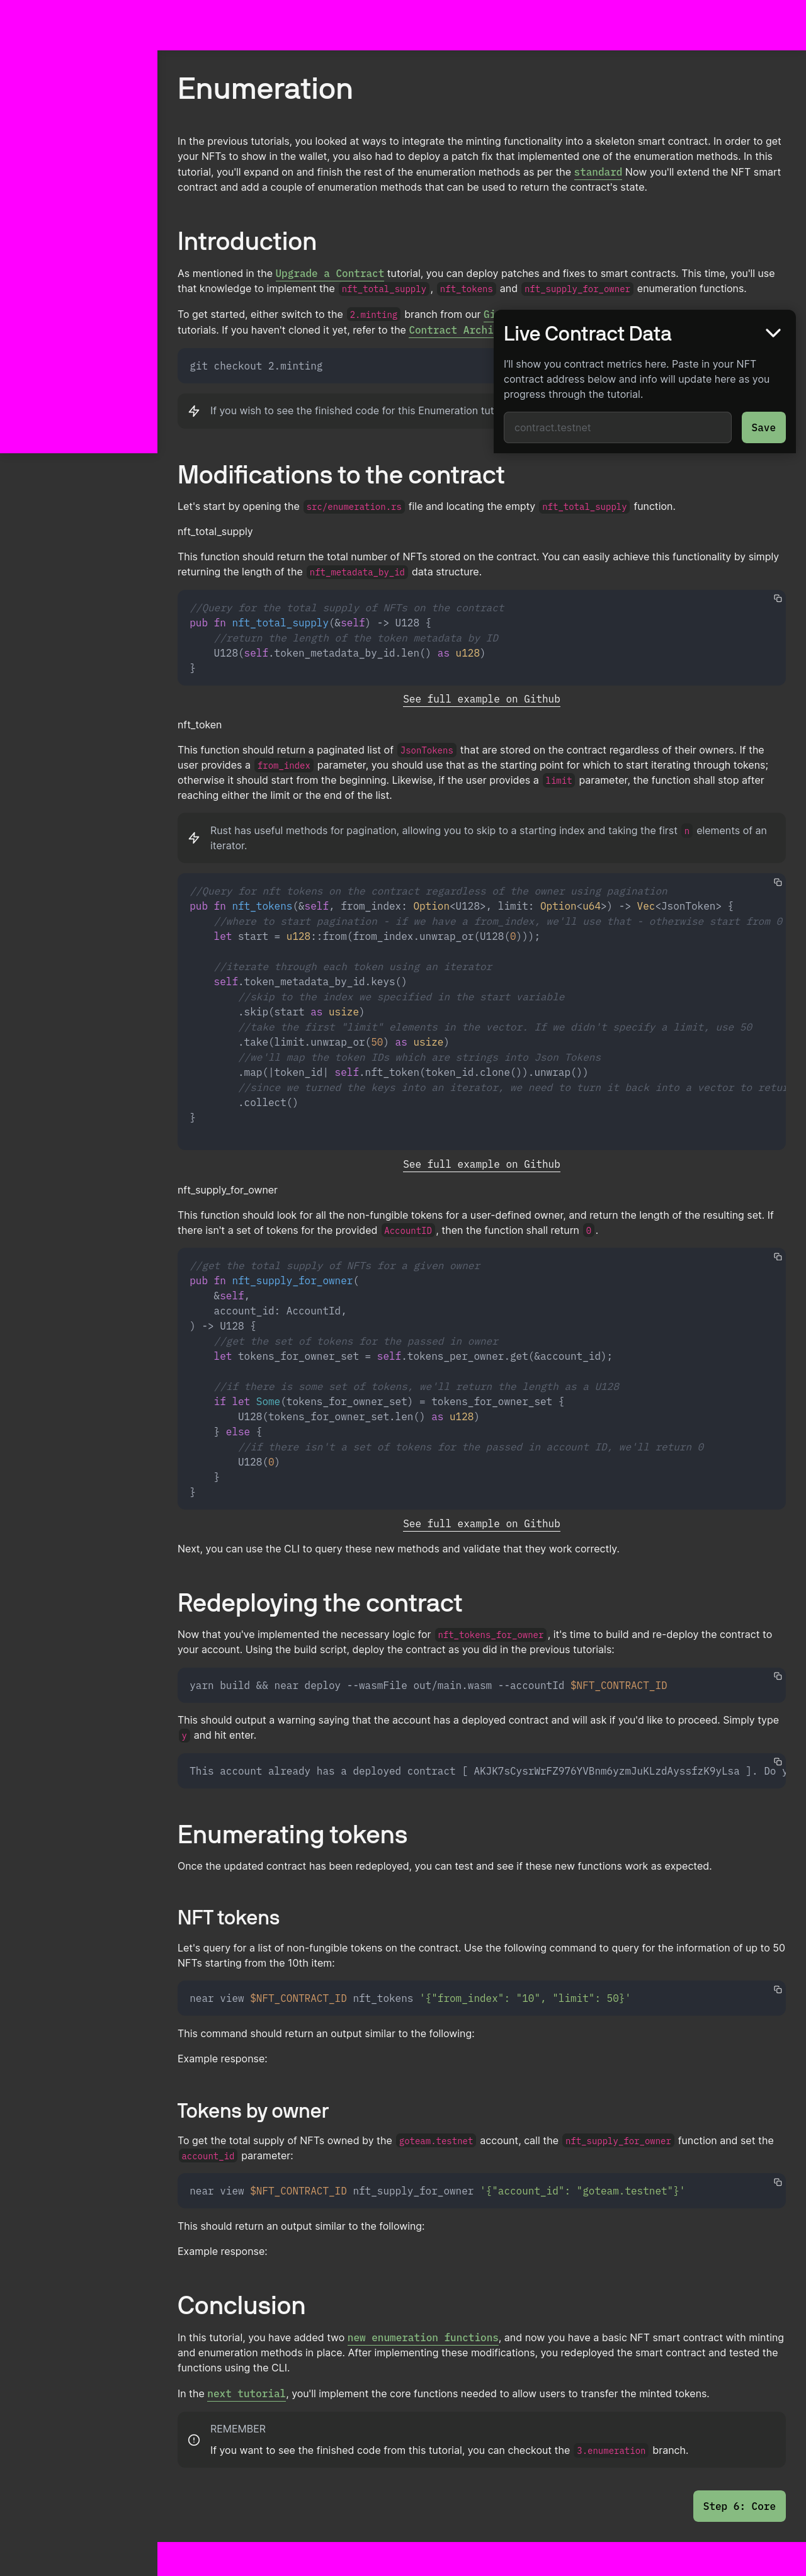 Enumeration
In the previous tutorials, you looked at ways to integrate the minting functionality into a skeleton smart contract. In order to get
your NFTs to show in the wallet, you also had to deploy a patch fix that implemented one of the enumeration methods. In this
tutorial, you'll expand on and finish the rest of the enumeration methods as per the standard Now you'll extend the NFT smart
contract and add a couple of enumeration methods that can be used to return the contract's state.
Introduction
As mentioned in the Upgrade a Contract tutorial, you can deploy patches and fixes to smart contracts. This time, you'll use
that knowledge to implement the nft_total_supply, nft_tokens and nft_supply_for_owner enumeration functions.
To get started, either switch to the 2.minting branch from our
tutorials. If you haven't cloned it yet, refer to the Contract
git checkout 2.minting
If you wish to see the finished code for this Enumeration
Live Contract Data
I'll show you contract metrics here. Paste in your NFT
contract address below and info will update here as you
progress through the tutorial.
contract.testnet
Save
Modifications to the contract
Let's start by opening the src/enumeration.rs file and locating the empty nft_total_supply function.
nft_total_supply
This function should return the total number of NFTs stored on the contract. You can easily achieve this functionality by simply
returning the length of the nft_metadata_by_id data structure.
//Query for the total supply of NFTs on the contract
pub fn nft_total_supply(&self) -> U128 {
//return the length of the token metadata by ID
U128(self.token_metadata_by_id.len() as u128)
}
See full example on Github
nft_token
This function should return a paginated list of JsonTokens that are stored on the contract regardless of their owners. If the
user provides a from_index parameter, you should use that as the starting point for which to start iterating through tokens;
otherwise it should start from the beginning. Likewise, if the user provides a limit parameter, the function shall stop after
reaching either the limit or the end of the list.
Rust has useful methods for pagination, allowing you to skip to a starting index and taking the first n elements of an
iterator.
//Query for nft tokens on the contract regardless of the owner using pagination
pub fn nft_tokens(&self, from_index: Option<U128>, limit: Option<u64>) -> Vec<JsonToken> {
//where to start pagination - if we have a from_index, we'll use that - otherwise start from 0
let start = u128::from(from_index.unwrap_or(U128(0)));
//iterate through each token using an iterator
self.token_metadata_by_id.keys()
//skip to the index we specified in the start variable
.skip(start as usize)
//take the first "limit" elements in the vector. If we didn't specify a limit, use 50
.take(limit.unwrap_or(50) as usize)
//we'll map the token IDs which are strings into Json Tokens
.map(|token_id| self.nft_token(token_id.clone()).unwrap())
//since we turned the keys into an iterator, we need to turn it back into a vector to
.collect()
}
See full example on Github
nft_supply_for_owner
This function should look for all the non-fungible tokens for a user-defined owner, and return the length of the resulting set. If
there isn't a set of tokens for the provided AccountID, then the function shall return 0.
//get the total supply of NFTs for a given owner
pub fn nft_supply_for_owner(
&self,
account_id: AccountId,
) -> U128 {
//get the set of tokens for the passed in owner
let tokens_for_owner_set = self.tokens_per_owner.get(&account_id);
//if there is some set of tokens, we'll return the length as a U128
if let Some(tokens_for_owner_set) = tokens_for_owner_set {
U128(tokens_for_owner_set.len() as u128)
} else {
//if there isn't a set of tokens for the passed in account ID, we'll return 0
U128(0)
}
}
See full example on Github
Next, you can use the CLI to query these new methods and validate that they work correctly.
Redeploying the contract
Now that you've implemented the necessary logic for nft_tokens_for_owner, it's time to build and re-deploy the contract to
your account. Using the build script, deploy the contract as you did in the previous tutorials:
yarn build && near deploy --wasmFile out/main.wasm --accountId $NFT_CONTRACT_ID
This should output a warning saying that the account has a deployed contract and will ask if you'd like to proceed. Simply type
y and hit enter.
This account already has a deployed contract [ AKJK7sCysrWrFZ976YVBnm6yzmJuKLzdAyssfzK9yLsa ]. Do
Enumerating tokens
Once the updated contract has been redeployed, you can test and see if these new functions work as expected.
NFT tokens
Let's query for a list of non-fungible tokens on the contract. Use the following command to query for the information of up to 50
NFTs starting from the 10th item:
near view $NFT_CONTRACT_ID nft_tokens '{"from_index": "10", "limit": 50}'
This command should return an output similar to the following:
Example response:
Tokens by owner
To get the total supply of NFTs owned by the goteam.testnet account, call the nft_supply_for_owner function and set the
account_id parameter:
near view $NFT_CONTRACT_ID nft_supply_for_owner '{"account_id": "goteam.testnet"}'
This should return an output similar to the following:
Example response:
Conclusion
In this tutorial, you have added two new enumeration functions, and now you have a basic NFT smart contract with minting
and enumeration methods in place. After implementing these modifications, you redeployed the smart contract and tested the
functions using the CLI.
In the next tutorial, you'll implement the core functions needed to allow users to transfer the minted tokens.
REMEMBER
If you want to see the finished code from this tutorial, you can checkout the 3.enumeration branch.
Step 6: Core